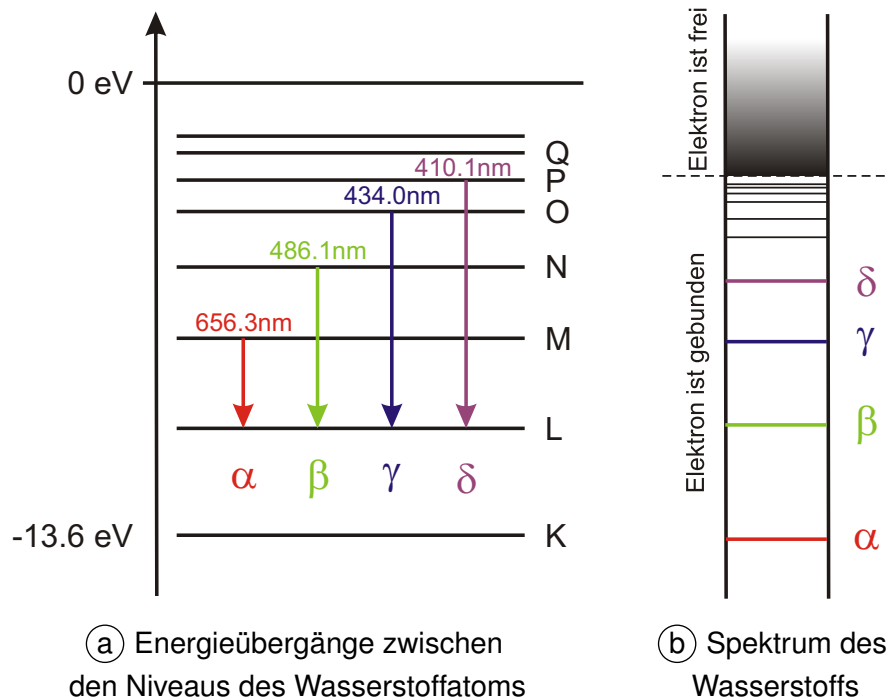 0 eV
Q
410.1nm
P
434.0nm
O
486.1nm
N
656.3nm
M
L
α β γ δ
-13.6 eV
K
a Energieübergänge zwischen
den Niveaus des Wasserstoffatoms
Elektron ist frei
Elektron ist gebunden
δ
γ
β
α
b Spektrum des
Wasserstoffs